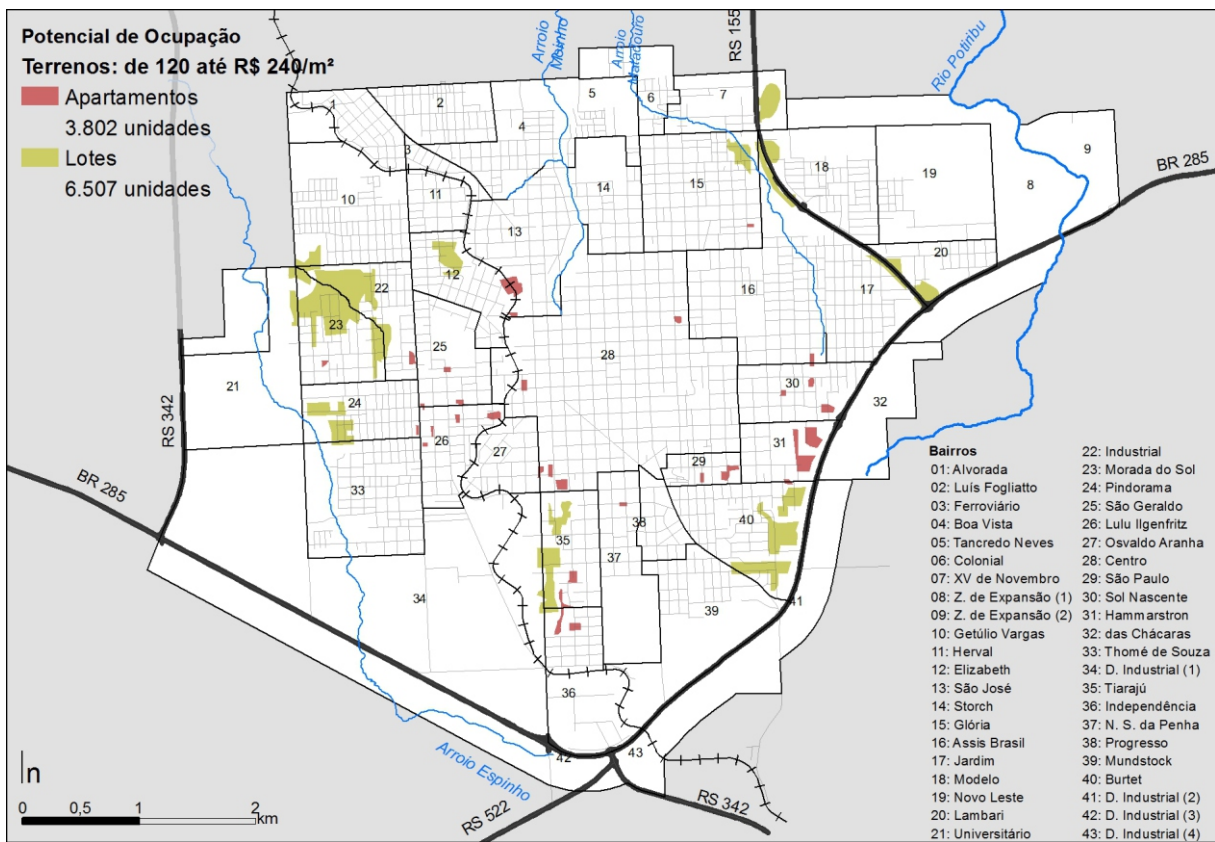 Potencial de Ocupação
Terrenos: de 120 até R$ 240/m²
Apartamentos
3.802 unidades
Lotes
6.507 unidades
Arroio
Moinho
Arroio
Matadouro
RS 155
Rio Potiribu
BR 285
1
2
3
4
5
6
7
8
9
10
11
12
13
14
15
16
17
18
19
20
21
22
23
24
25
26
27
28
29
30
31
32
33
34
35
36
37
38
39
40
41
42
43
RS 342
BR 285
Arroio Espinho
RS 522
RS 342
n
0 0,5 1 2
km
Bairros
01: Alvorada
02: Luís Fogliatto
03: Ferroviário
04: Boa Vista
05: Tancredo Neves
06: Colonial
07: XV de Novembro
08: Z. de Expansão (1)
09: Z. de Expansão (2)
10: Getúlio Vargas
11: Herval
12: Elizabeth
13: São José
14: Storch
15: Glória
16: Assis Brasil
17: Jardim
18: Modelo
19: Novo Leste
20: Lambari
21: Universitário
22: Industrial
23: Morada do Sol
24: Pindorama
25: São Geraldo
26: Lulu Ilgenfritz
27: Osvaldo Aranha
28: Centro
29: São Paulo
30: Sol Nascente
31: Hammarstron
32: das Chácaras
33: Thomé de Souza
34: D. Industrial (1)
35: Tiarajú
36: Independência
37: N. S. da Penha
38: Progresso
39: Mundstock
40: Burtet
41: D. Industrial (2)
42: D. Industrial (3)
43: D. Industrial (4)